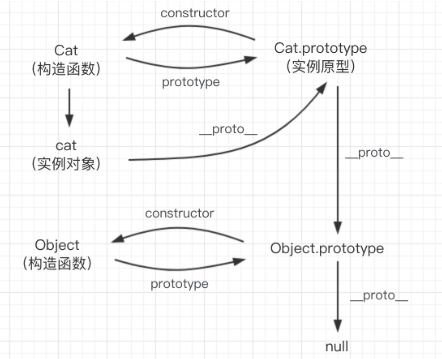 constructor
Cat
(构造函数)
Cat.prototype
(实例原型)
prototype
cat
(实例对象)
__proto__
__proto__
constructor
Object
(构造函数)
Object.prototype
prototype
__proto__
null